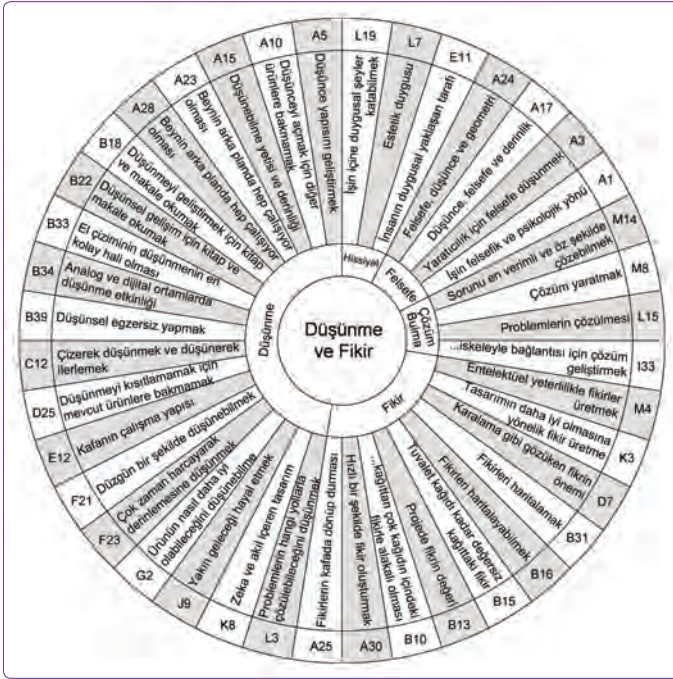 Düşünme
ve Fikir
Hissiyat
Felsefe
Çözüm
Bulma
Fikir
Düşünme
L19
İşin içine duygusal şeyler
katabilmek
L7
Estetik duygusu
E11
İnsanın duygusal yaklaşan tarafı
A24
Felsefe, düşünce ve geometri
A17
Düşünce, felsefe ve derinlik
A3
Yaratıcılık için felsefe düşünmek
A1
İşin felsefik ve psikolojik yönü
M14
Sorunu en verimli ve öz şekilde
çözebilmek
M8
Çözüm yaratmak
L15
Problemlerin çözülmesi
I33
...iskeleyle bağlantısı için çözüm
geliştirmek
M4
Entelektüel yeterlilikle fikirler
üretmek
K3
Tasarımın daha iyi olmasına
yönelik fikir üretme
D7
Karalama gibi gözüken fikrin
önemi
B31
Fikirleri haritalamak
B16
Fikirleri haritalayabilmek
B15
Tuvalet kağıdı kadar değersiz
kağıttaki fikir
B13
Projede fikrin değeri
B10
...kağıttan çok kağıdın içindeki
fikirle alakalı olması
A30
Hızlı bir şekilde fikir oluşturmak
A25
Fikirlerin kafada dönüp durması
L3
Problemlerin hangi yollarla
çözülebileceğini düşünmek
K8
Zeka ve akıl içeren tasarım
J9
Yakın geleceği hayal etmek
G2
Ürünün nasıl daha iyi
olabileceğini düşünebilme
F23
Çok zaman harcayarak
derinlemesine düşünmek
F21
Düzgün bir şekilde düşünebilmek
E12
Kafanın çalışma yapısı
D25
Düşünmeyi kısıtlamamak için
mevcut ürünlere bakmamak
C12
Çizerek düşünmek ve düşünerek
ilerlemek
B39
Düşünsel egzersiz yapmak
B34
Analog ve dijital ortamlarda
düşünme etkinliği
B33
El çiziminin düşünmenin en
kolay hali olması
B22
Düşünsel gelişim için kitap ve
makale okumak
B18
Düşünmeyi geliştirmek için kitap
ve makale okumak
A28
Beynin arka planda hep çalışıyor
olması
A23
Beynin arka planda hep çalışıyor
olması
A15
Düşünebilme yetisi ve derinliği
A10
Düşünceyi açmak için diğer
ürünlere bakmamak
A5
Düşünce yapısını geliştirmek